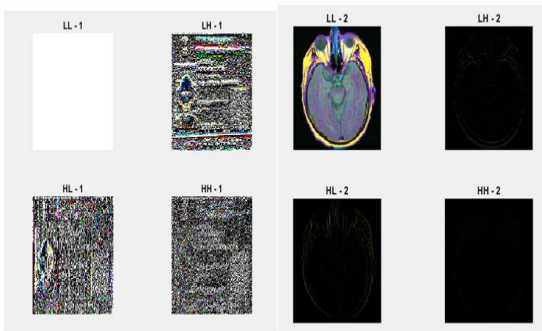 LL - 1
LH - 1
LL - 2
LH - 2
HL - 1
HH - 1
HL - 2
HH - 2